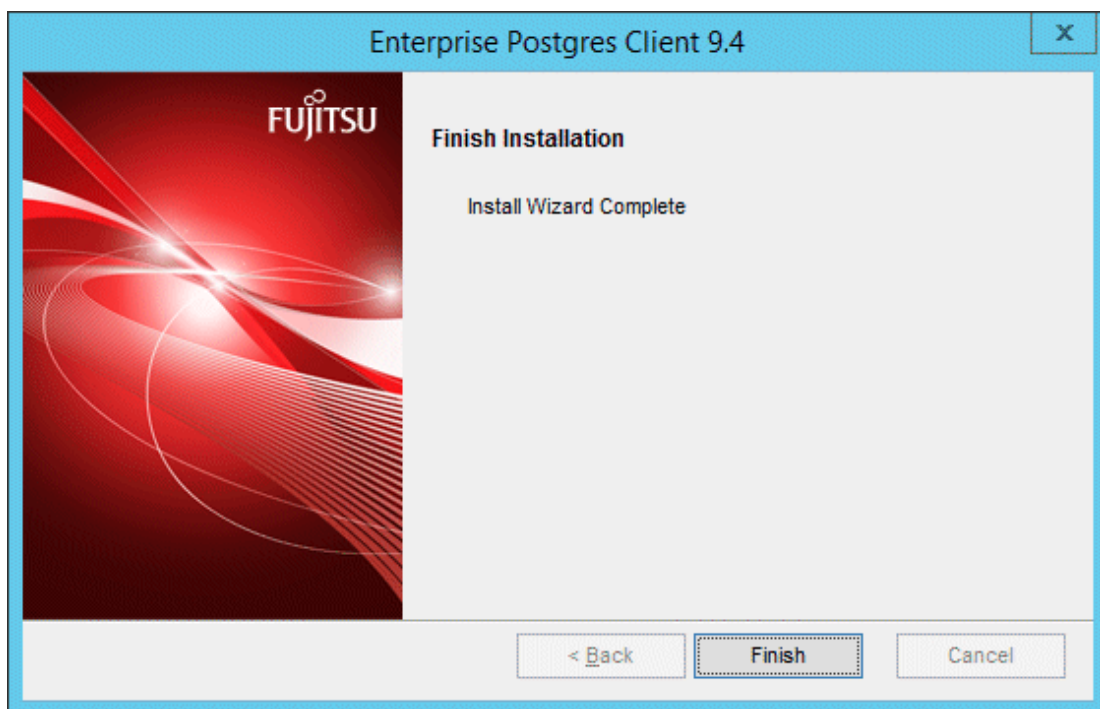 Enterprise Postgres Client 9.4
x
FUJITSU
Finish Installation
Install Wizard Complete
< Back
Finish
Cancel